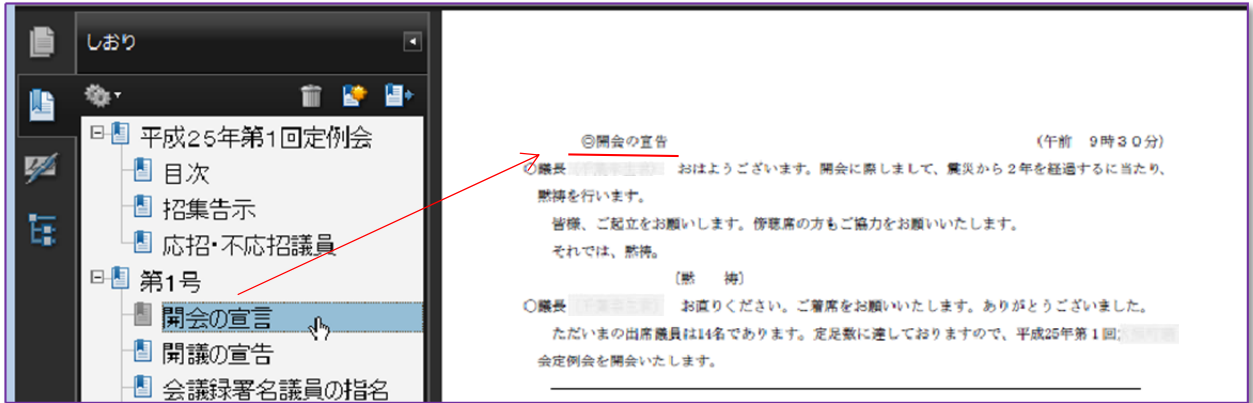 しおり
平成25年第1回定例会
目次
招集告示
応招・不応招議員
第1号
開会の宣言
開議の宣告
会議録署名議員の指名
◎開会の宣告 (午前 9時30分)
○議長 おはようございます。開会に際しまして、震災から2年を経過するに当たり、
黙祷を行います。
皆様、ご起立をお願いします。傍聴席の方もご協力をお願いいたします。
それでは、黙祷。
〔黙 祷〕
○議長 お直りください。ご着席をお願いいたします。ありがとうございました。
ただいまの出席議員は14名であります。定足数に達しておりますので、平成25年第1回
会定例会を開会いたします。